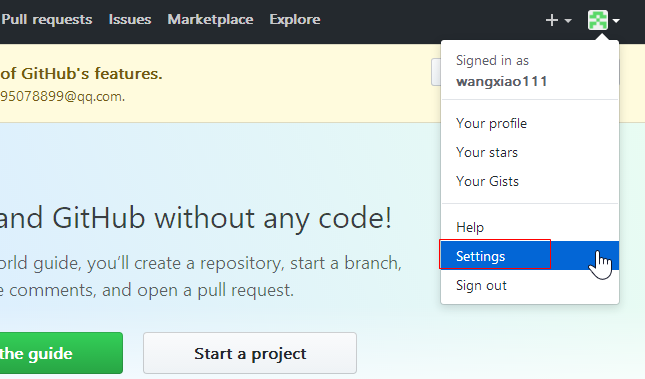 Pull requests Issues Marketplace Explore
of GitHub's features.
95078899@qq.com.
Signed in as
wangxiao111
Your profile
Your stars
Your Gists
Help
Settings
Sign out
and GitHub without any code!
orld guide, you'll create a repository, start a branch,
e comments, and open a pull request.
the guide
Start a project